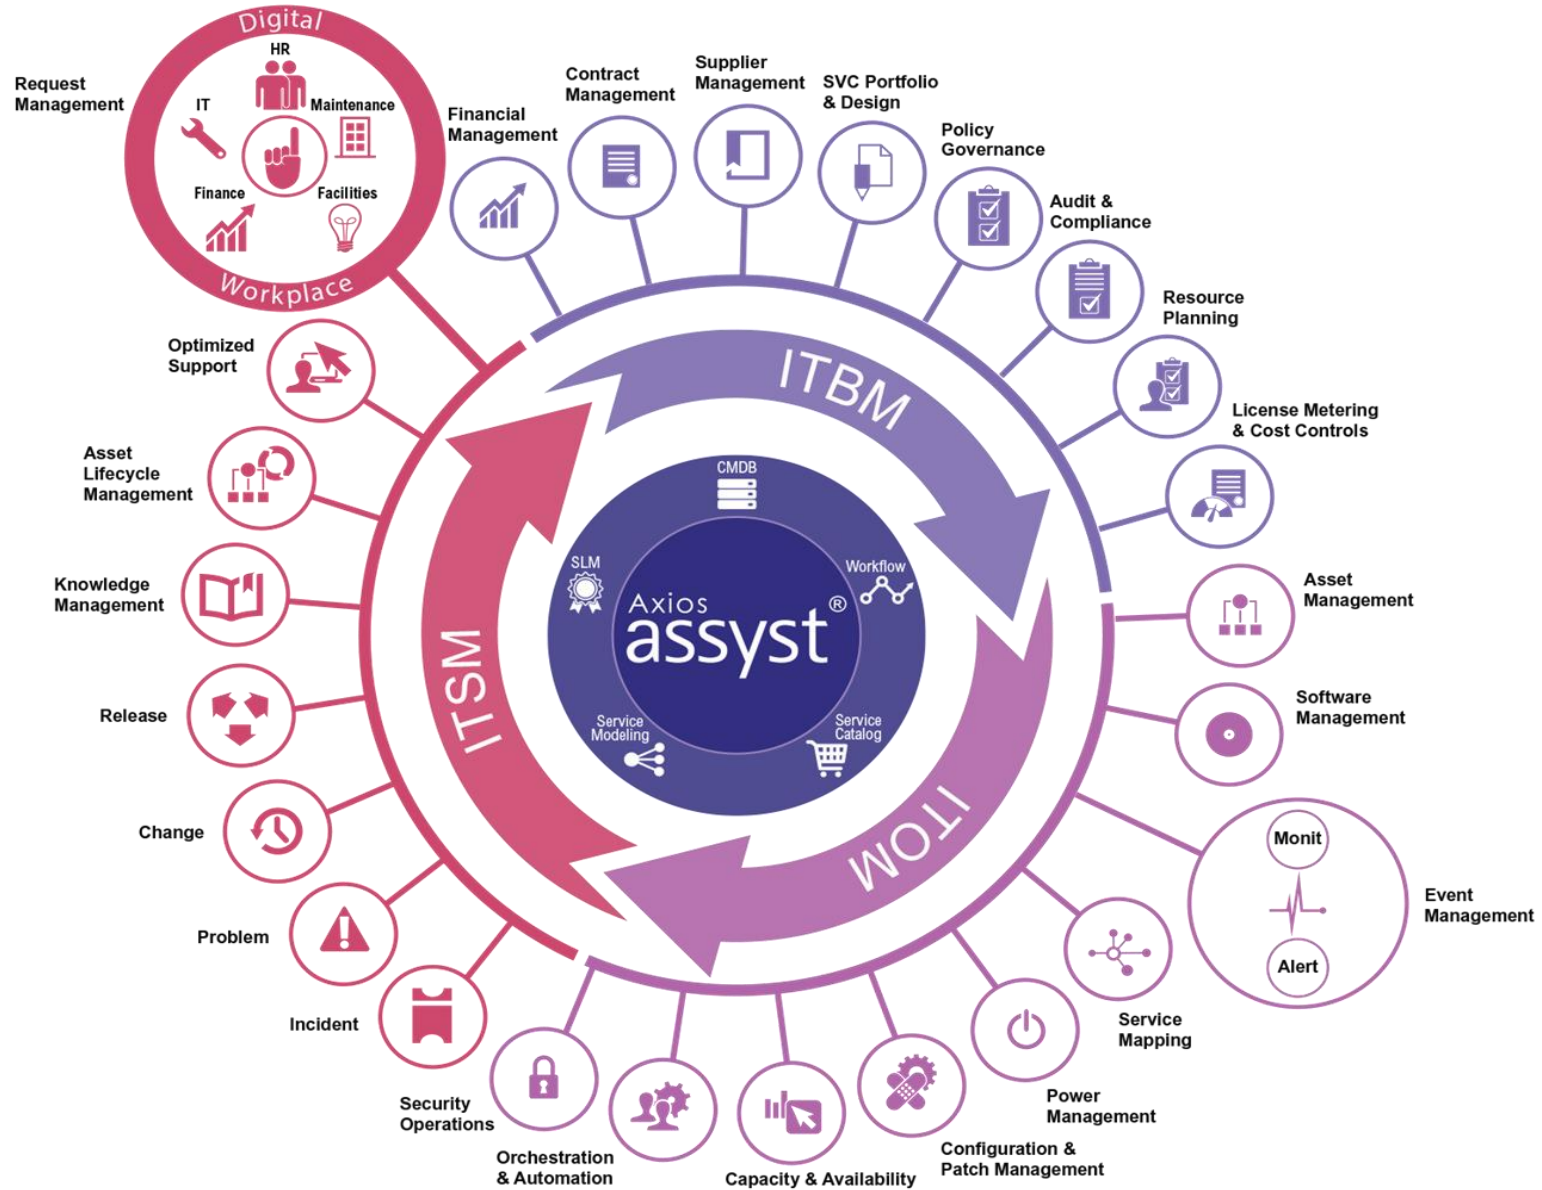 Digital
HR
IT
Maintenance
Finance
Facilities
Workplace
Request
Management
Financial
Management
Contract
Management
Supplier
Management
SVC Portfolio
& Design
Policy
Governance
Audit &
Compliance
Resource
Planning
License Metering
& Cost Controls
Asset
Management
Software
Management
Monit
Alert
Event
Management
Service
Mapping
Power
Management
Configuration &
Patch Management
Capacity & Availability
Orchestration
& Automation
Security
Operations
Incident
Problem
Change
Release
Knowledge
Management
Asset
Lifecycle
Management
Optimized
Support
ITBM
ITOM
ITSM
CMDB
SLM
Workflow
Axios
assyst®
Service
Modeling
Service
Catalog